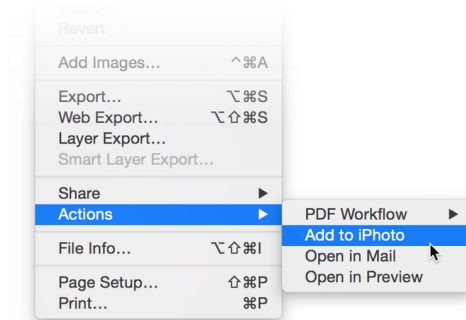 Revert
Add Images... ^⌘A
Export... ⌥⌘S
Web Export... ⌥⇧⌘S
Layer Export...
Smart Layer Export...
Share ▶
Actions ▶
PDF Workflow ▶
Add to iPhoto
Open in Mail
Open in Preview
File Info... ⌥⇧⌘I
Page Setup... ⇧⌘P
Print... ⌘P